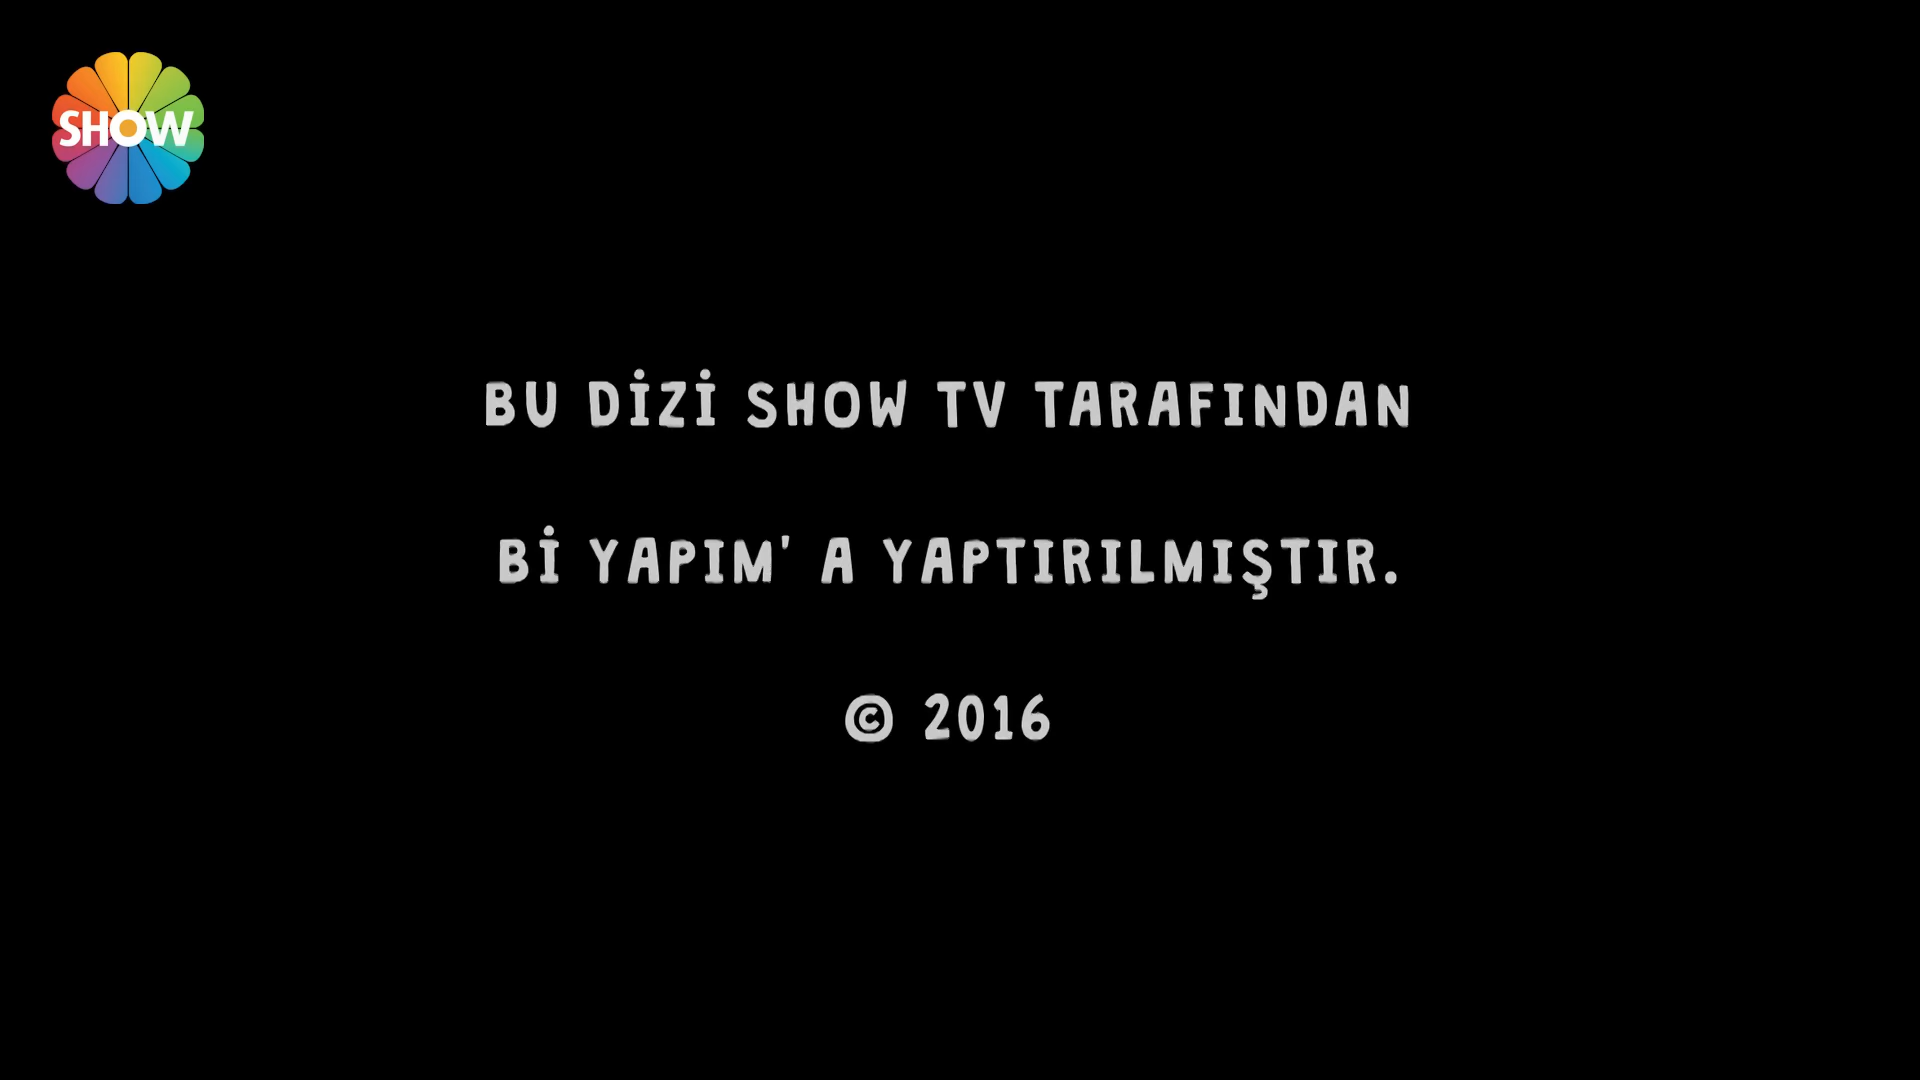 SHOW
BU DİZİ SHOW TV TARAFINDAN
Bİ YAPIM' A YAPTIRILMIŞTIR.
© 2016